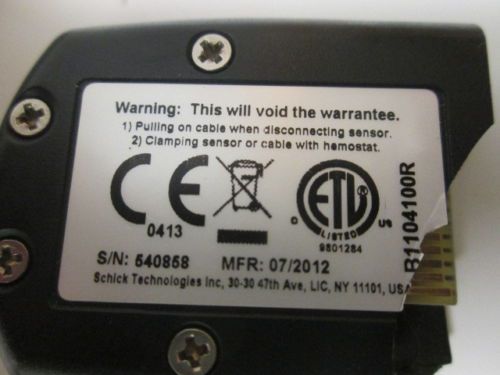 Warning: This will void the warrantee.
1) Pulling on cable when disconnecting sensor.
2) Clamping sensor or cable with hemostat.
CE
0413
ETL
C US
LISTED
9801284
B1104100R
S/N: 540858 MFR: 07/2012
Schick Technologies Inc, 30-30 47th Ave, LIC, NY 11101, USA